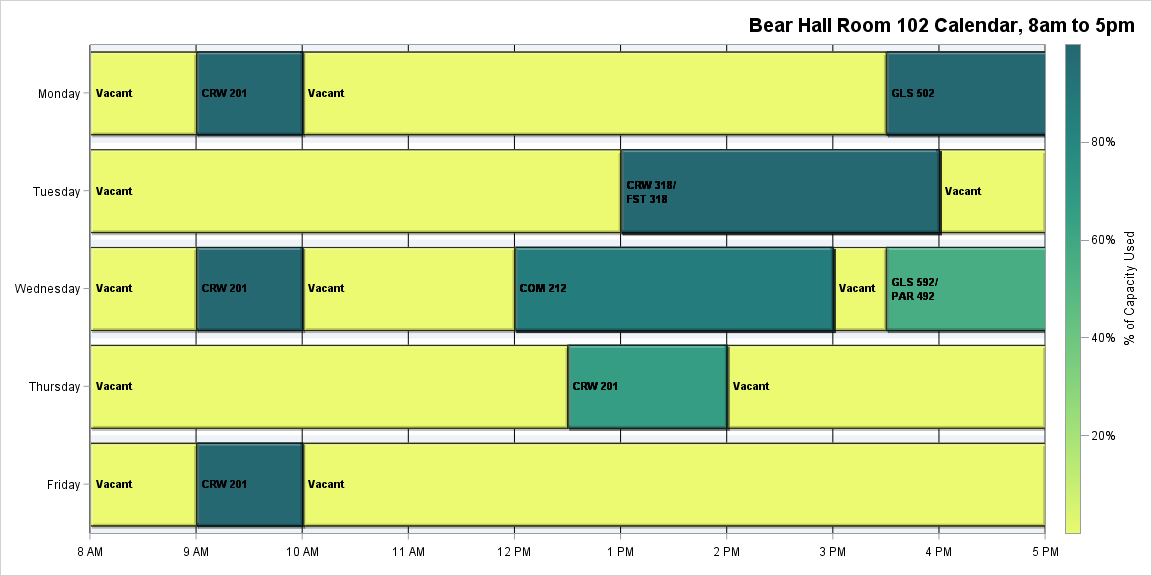 Bear Hall Room 102 Calendar, 8am to 5pm
Monday
Vacant
CRW 201
Vacant
GLS 502
Tuesday
Vacant
CRW 318/
FST 318
Vacant
Wednesday
Vacant
CRW 201
Vacant
COM 212
Vacant
GLS 592/
PAR 492
Thursday
Vacant
CRW 201
Vacant
Friday
Vacant
CRW 201
Vacant
8 AM
9 AM
10 AM
11 AM
12 PM
1 PM
2 PM
3 PM
4 PM
5 PM
80%
60%
40%
20%
% of Capacity Used